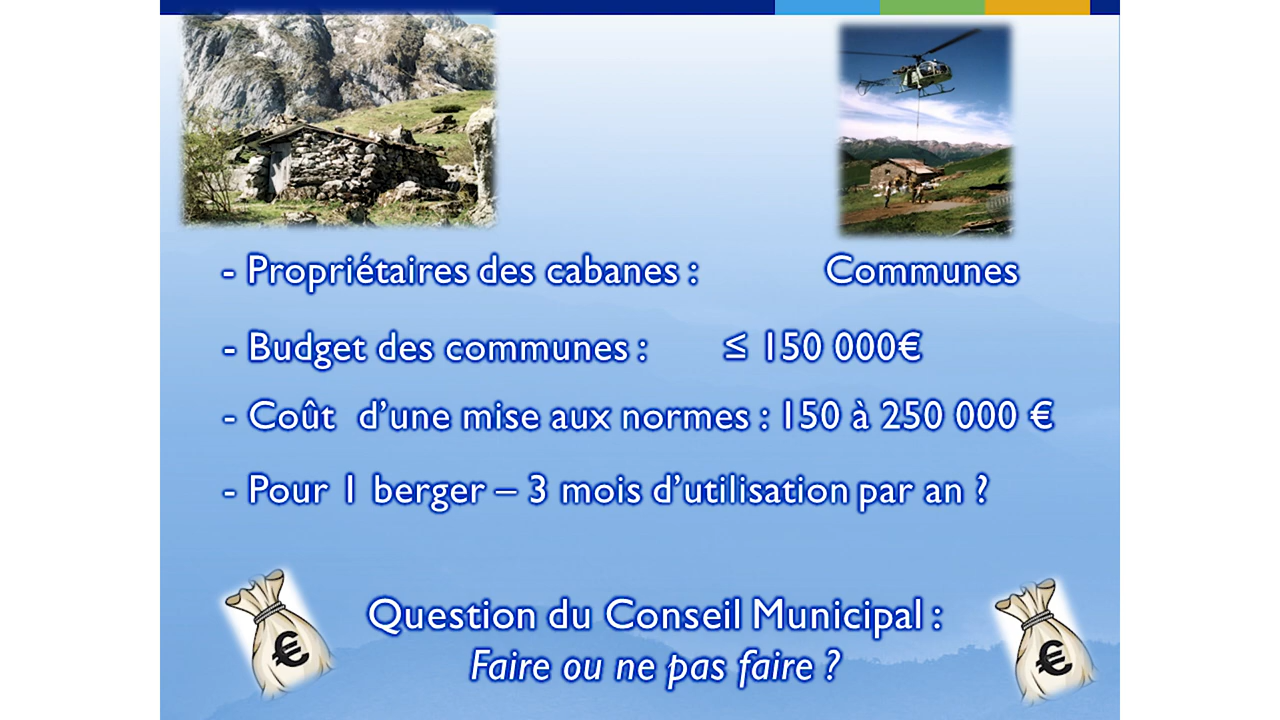 - Propriétaires des cabanes : Communes
- Budget des communes : ≤ 150 000€
- Coût d’une mise aux normes : 150 à 250 000 €
- Pour 1 berger – 3 mois d’utilisation par an ?
Question du Conseil Municipal :
Faire ou ne pas faire ?
€ €